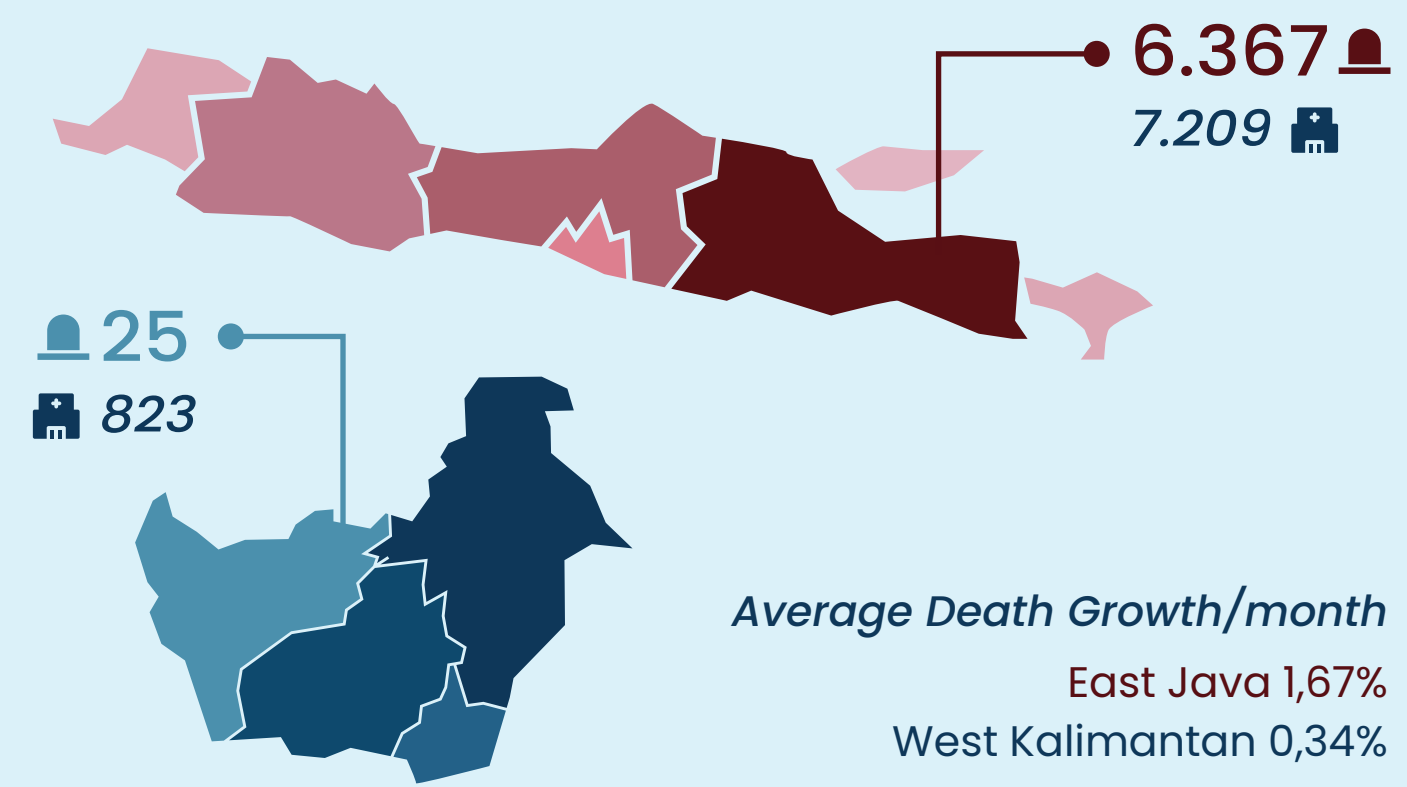 6.367
7.209
25
823
Average Death Growth/month
East Java 1,67%
West Kalimantan 0,34%